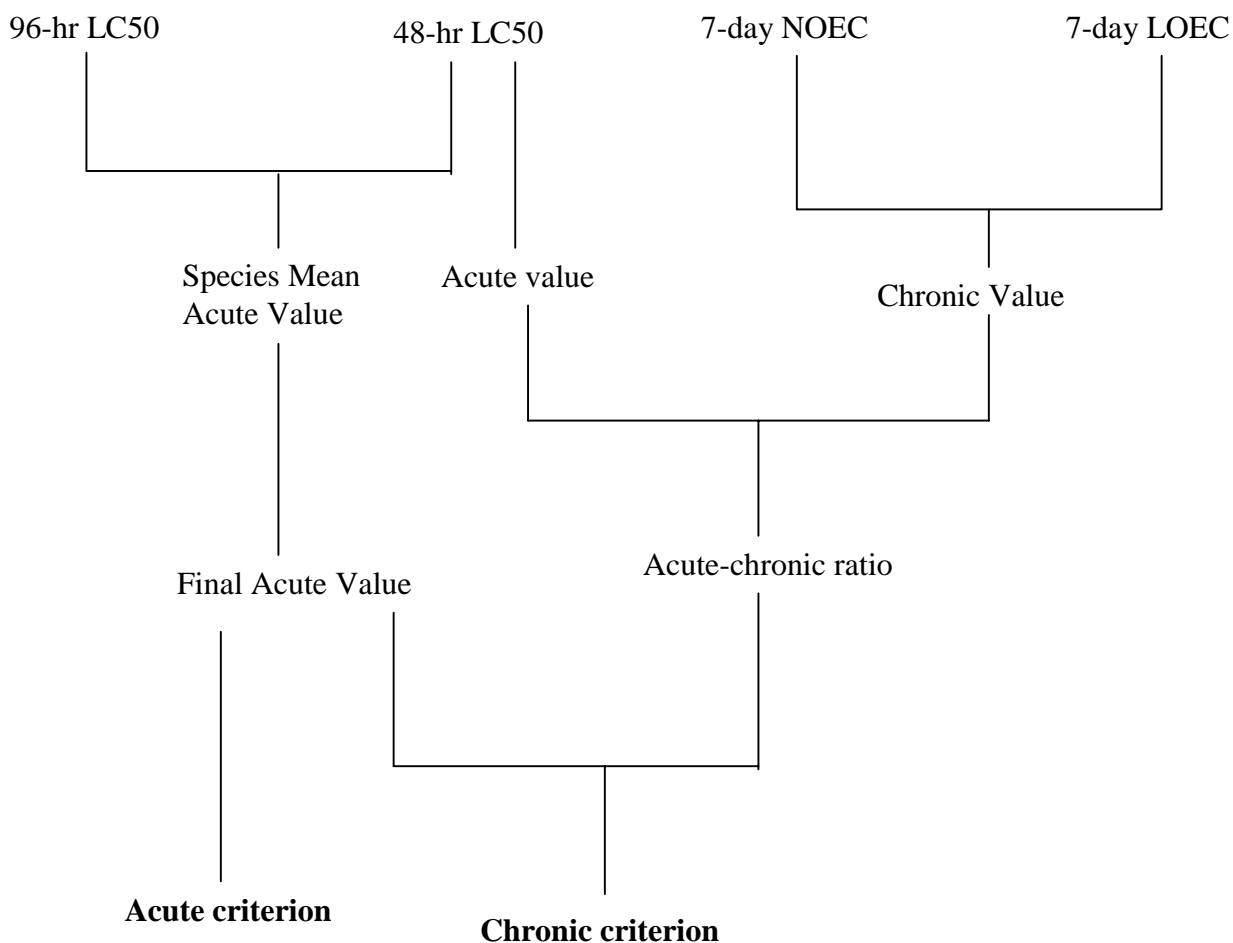 96-hr LC50
48-hr LC50
7-day NOEC
7-day LOEC
Species Mean
Acute Value
Acute value
Chronic Value
Final Acute Value
Acute-chronic ratio
Acute criterion
Chronic criterion